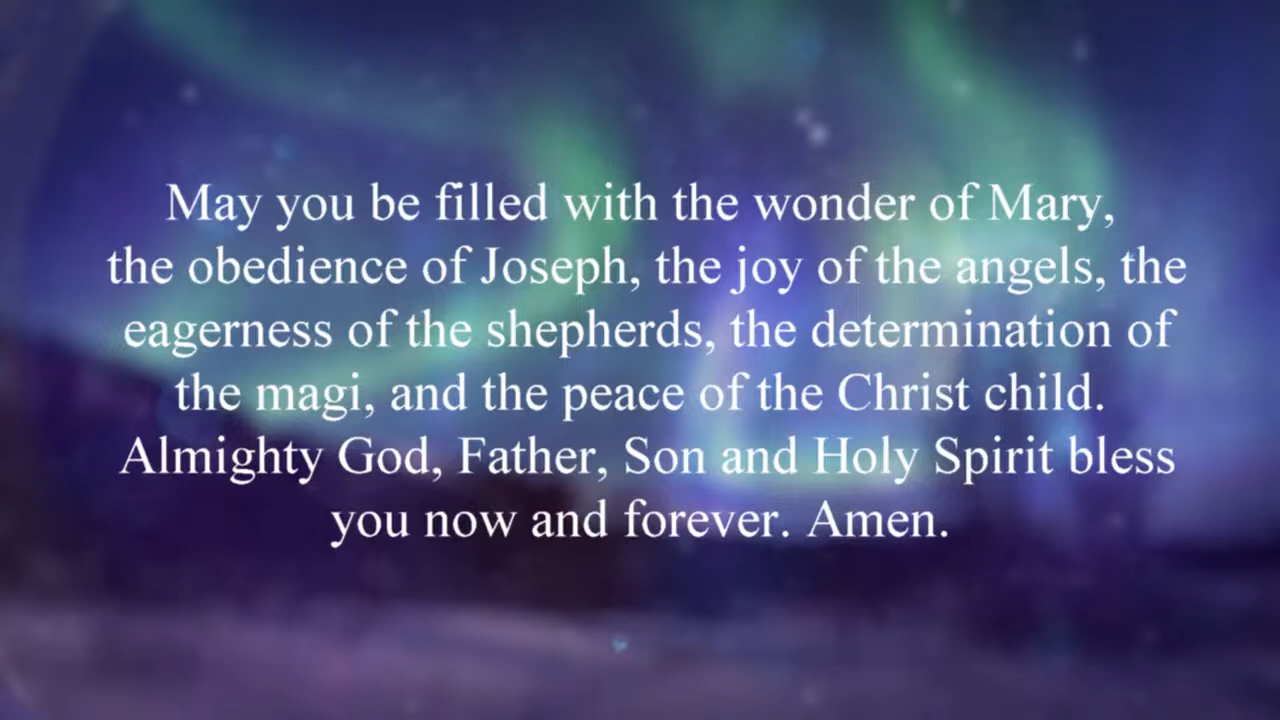 May you be filled with the wonder of Mary,
the obedience of Joseph, the joy of the angels, the
eagerness of the shepherds, the determination of
the magi, and the peace of the Christ child.
Almighty God, Father, Son and Holy Spirit bless
you now and forever. Amen.